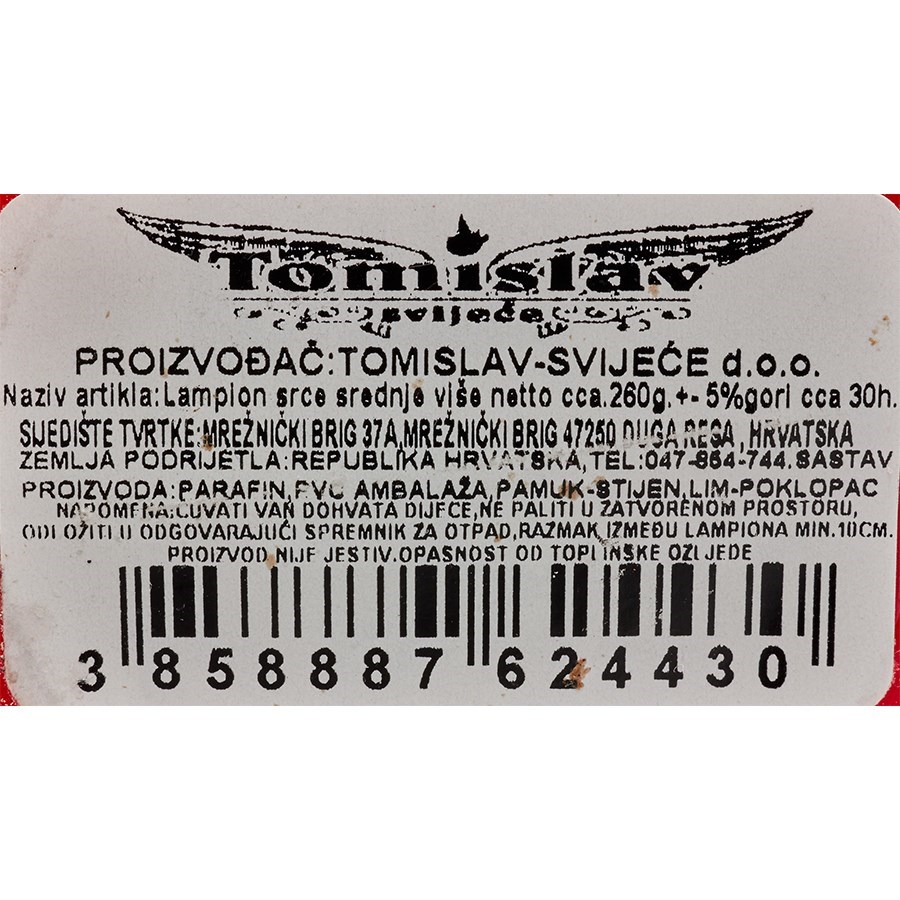 Tomislav
svijeće
PROIZVOĐAČ:TOMISLAV-SVIJEĆE d.o.o.
Naziv artikla:Lampion srce srednje više netto cca.260g.+- 5%gori cca 30h.
SIJEDIŠTE TVRTKE:MREŽNIČKI BRIG 37A,MREŽNIČKI BRIG 47250 DUGA RESA , HRVATSKA
ZEMLJA PODRIJETLA:REPUBLIKA HRVATSKA,TEL:047-864-744.SASTAV
PROIZVODA:PARAFIN,PVC AMBALAŽA,PAMUK-STIJEN,LIM-POKLOPAC
NAPOMENA:ČUVATI VAN DOHVATA DIJECE,NE PALITI U ZATVORENOM PROSTORU,
ODLOŽITI U ODGOVARAJUĆI SPREMNIK ZA OTPAD,RAZMAK IZMEĐU LAMPIONA MIN.10CM.
PROIZVOD NIJE JESTIV.OPASNOST OD TOPLINSKE OZLJEDE
3 858887 624430